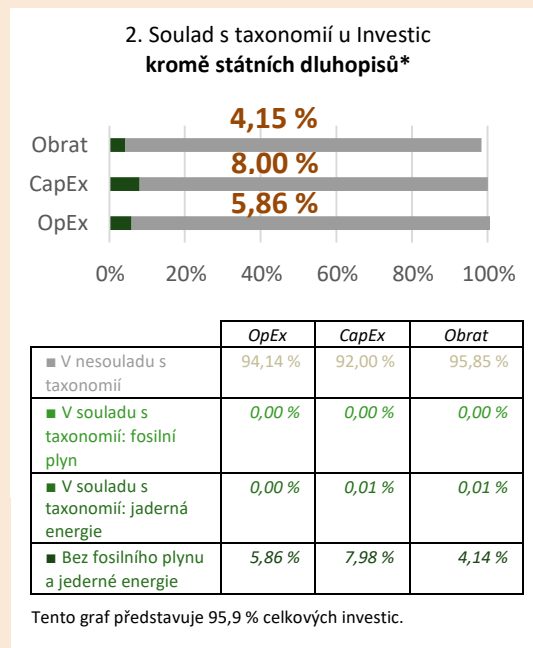 2. Soulad s taxonomií u Investic
kromě státních dluhopisů*
4,15 %
Obrat
8,00 %
CapEx
5,86 %
OpEx
0% 20% 40% 60% 80% 100%
OpEx CapEx Obrat
■ V nesouladu s 94,14 % 92,00 % 95,85 %
taxonomií
■ V souladu s 0,00 % 0,00 % 0,00 %
taxonomií: fosilní
plyn
■ V souladu s 0,00 % 0,01 % 0,01 %
taxonomií: jaderná
energie
■ Bez fosilního plynu 5,86 % 7,98 % 4,14 %
a jederné energie
Tento graf představuje 95,9 % celkových investic.